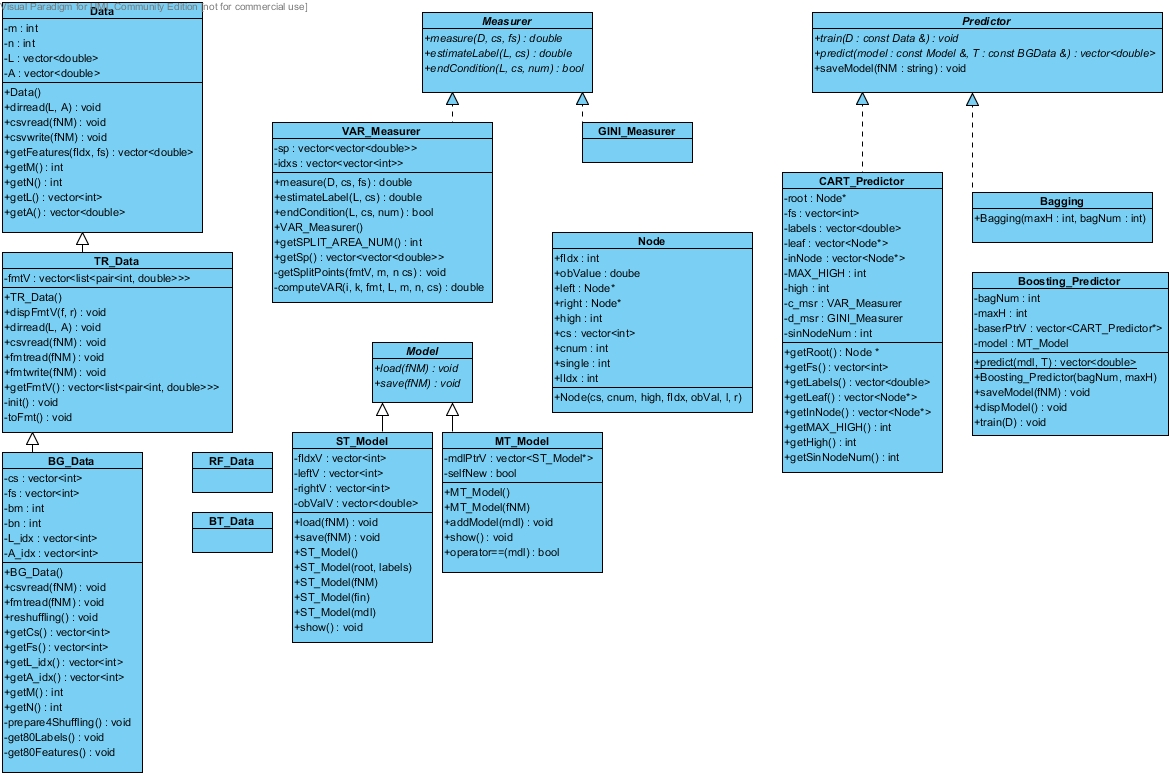 Visual Paradigm for UML Community Edition [not for commercial use]
Data
-m : int
-n : int
-L : vector<double>
-A : vector<double>
+Data()
+dirread(L, A) : void
+csvread(fNM) : void
+csvwrite(fNM) : void
+getFeatures(fIdx, fs) : vector<double>
+getM() : int
+getN() : int
+getL() : vector<int>
+getA() : vector<double>
TR_Data
-fmtV : vector<list<pair<int, double>>>
+TR_Data()
+dispFmtV(f, r) : void
+dirread(L, A) : void
+csvread(fNM) : void
+fmtread(fNM) : void
+fmtwrite(fNM) : void
+getFmtV() : vector<list<pair<int, double>>>
-init() : void
-toFmt() : void
BG_Data
-cs : vector<int>
-fs : vector<int>
-bm : int
-bn : int
-L_idx : vector<int>
-A_idx : vector<int>
+BG_Data()
+csvread(fNM) : void
+fmtread(fNM) : void
+reshuffling() : void
+getCs() : vector<int>
+getFs() : vector<int>
+getL_idx() : vector<int>
+getA_idx() : vector<int>
+getM() : int
+getN() : int
-prepare4Shuffling() : void
-get80Labels() : void
-get80Features() : void
RF_Data
BT_Data
Measurer
+measure(D, cs, fs) : double
+estimateLabel(L, cs) : double
+endCondition(L, cs, num) : bool
VAR_Measurer
-sp : vector<vector<double>>
-idxs : vector<vector<int>>
+measure(D, cs, fs) : double
+estimateLabel(L, cs) : double
+endCondition(L, cs, num) : bool
+VAR_Measurer()
+getSPLIT_AREA_NUM() : int
+getSp() : vector<vector<double>>
-getSplitPoints(fmtV, m, n cs) : void
-computeVAR(i, k, fmt, L, m, n, cs) : double
GINI_Measurer
Model
+load(fNM) : void
+save(fNM) : void
ST_Model
-fIdxV : vector<int>
-leftV : vector<int>
-rightV : vector<int>
-obValV : vector<double>
+load(fNM) : void
+save(fNM) : void
+ST_Model()
+ST_Model(root, labels)
+ST_Model(fNM)
+ST_Model(fin)
+ST_Model(mdl)
+show() : void
MT_Model
-mdlPtrV : vector<ST_Model*>
-selfNew : bool
+MT_Model()
+MT_Model(fNM)
+addModel(mdl) : void
+show() : void
+operator==(mdl) : bool
Node
+fIdx : int
+obValue : doube
+left : Node*
+right : Node*
+high : int
+cs : vector<int>
+cnum : int
+single : int
+lIdx : int
+Node(cs, cnum, high, fIdx, obVal, l, r)
Predictor
+train(D : const Data &) : void
+predict(model : const Model &, T : const BGData &) : vector<double>
+saveModel(fNM : string) : void
CART_Predictor
-root : Node*
-fs : vector<int>
-labels : vector<double>
-leaf : vector<Node*>
-inNode : vector<Node*>
-MAX_HIGH : int
-high : int
-c_msr : VAR_Measurer
-d_msr : GINI_Measurer
-sinNodeNum : int
+getRoot() : Node *
+getFs() : vector<int>
+getLabels() : vector<double>
+getLeaf() : vector<Node*>
+getInNode() : vector<Node*>
+getMAX_HIGH() : int
+getHigh() : int
+getSinNodeNum() : int
Bagging
+Bagging(maxH : int, bagNum : int)
Boosting_Predictor
-bagNum : int
-maxH : int
-baserPtrV : vector<CART_Predictor*>
-model : MT_Model
+predict(mdl, T) : vector<double>
+Boosting_Predictor(bagNum, maxH)
+saveModel(fNM) : void
+dispModel() : void
+train(D) : void